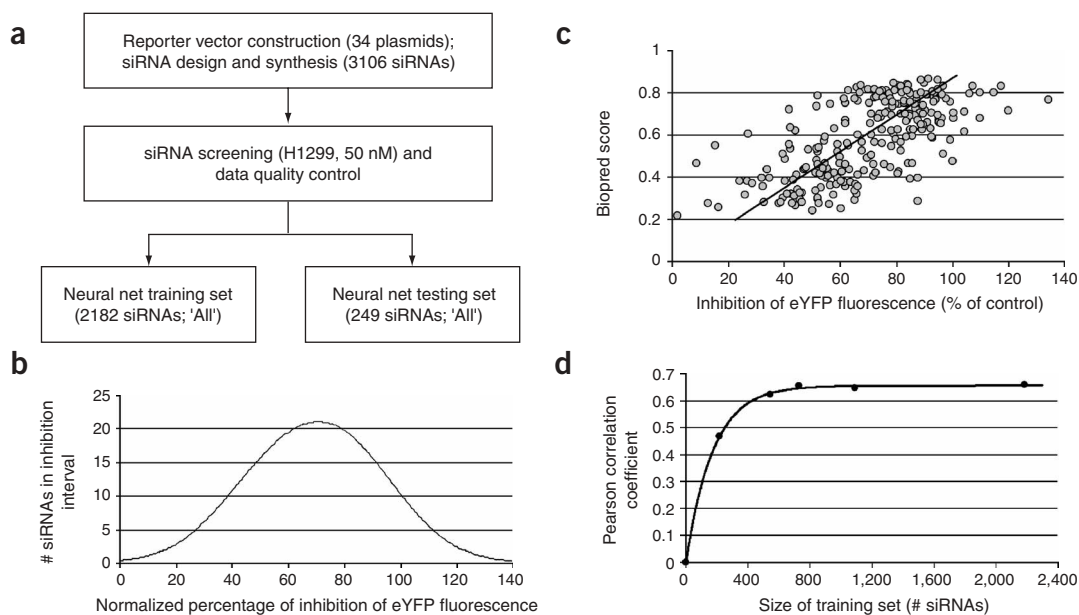 a
Reporter vector construction (34 plasmids);
siRNA design and synthesis (3106 siRNAs)
siRNA screening (H1299, 50 nM) and
data quality control
Neural net training set
(2182 siRNAs; 'All')
Neural net testing set
(249 siRNAs; 'All')
b
# siRNAs in inhibition
interval
25
20
15
10
5
0
0 20 40 60 80 100 120 140
Normalized percentage of inhibition of eYFP fluorescence
c
Biopred score
1
0.8
0.6
0.4
0.2
0
0 20 40 60 80 100 120 140
Inhibition of eYFP fluorescence (% of control)
d
Pearson correlation
coefficient
0.7
0.6
0.5
0.4
0.3
0.2
0.1
0
0 400 800 1,200 1,600 2,000 2,400
Size of training set (# siRNAs)